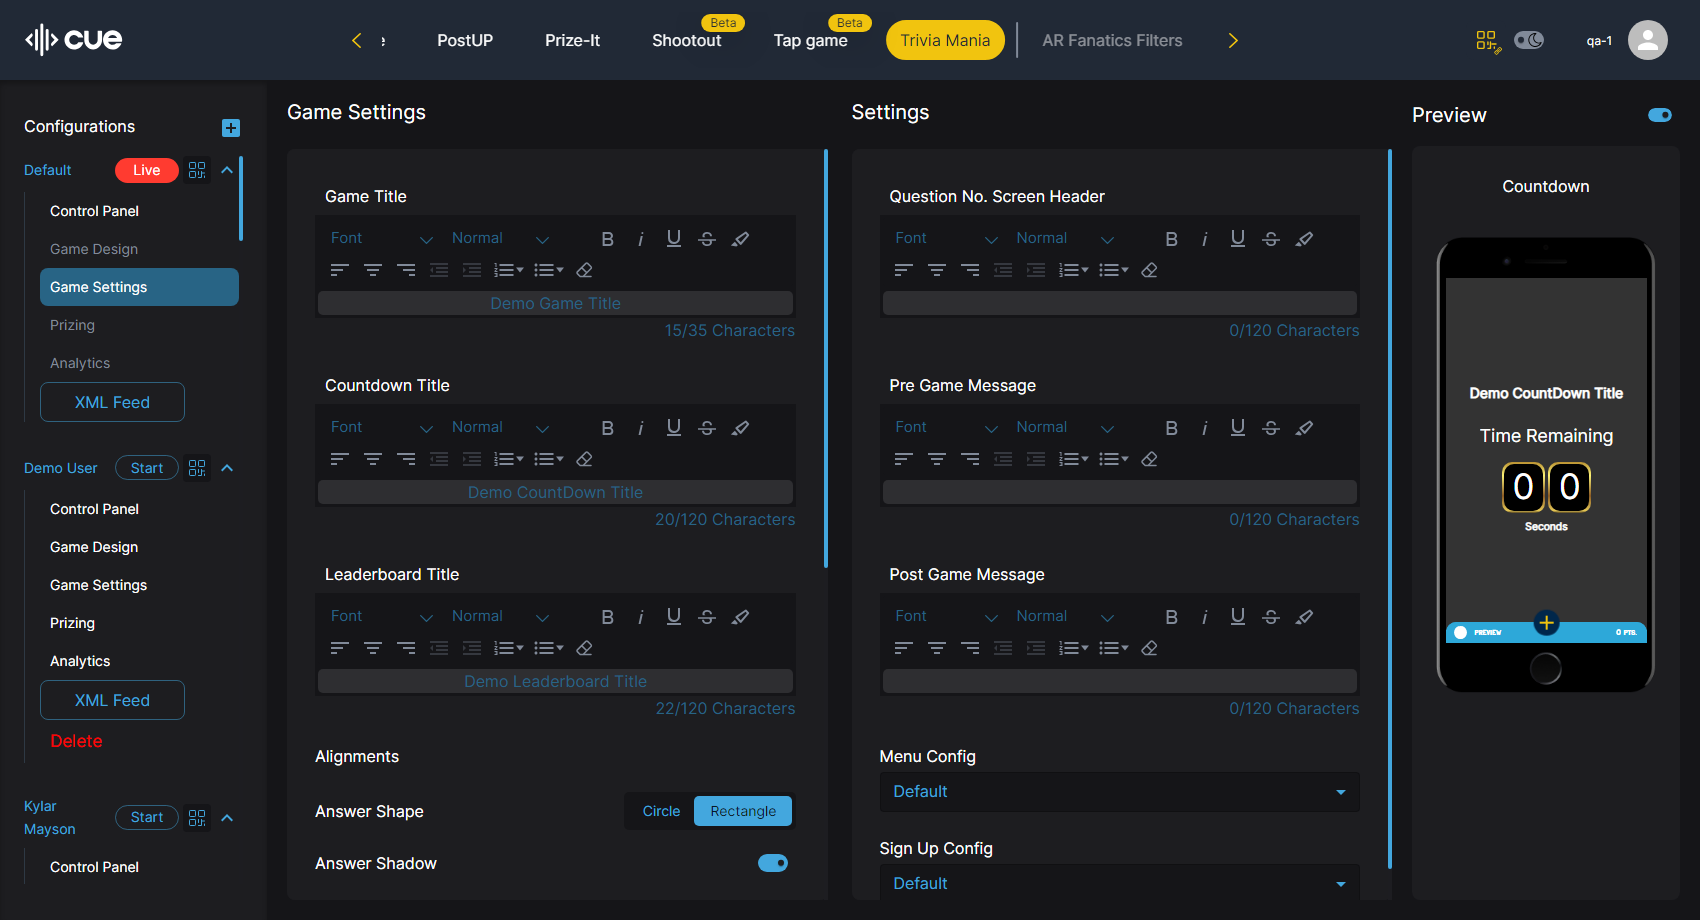 cue
PostUP
Prize-It
Beta
Shootout
Beta
Tap game
Trivia Mania
AR Fanatics Filters
qa-1
Configurations
Default
Live
Control Panel
Game Design
Game Settings
Prizing
Analytics
XML Feed
Demo User
Start
Control Panel
Game Design
Game Settings
Prizing
Analytics
XML Feed
Delete
Kylar
Mayson
Start
Control Panel
Game Settings
Game Title
Font
Normal
B i U S
Demo Game Title
15/35 Characters
Countdown Title
Font
Normal
B i U S
Demo CountDown Title
20/120 Characters
Leaderboard Title
Font
Normal
B i U S
Demo Leaderboard Title
22/120 Characters
Alignments
Answer Shape
Circle
Rectangle
Answer Shadow
Settings
Question No. Screen Header
Font
Normal
B i U S
0/120 Characters
Pre Game Message
Font
Normal
B i U S
0/120 Characters
Post Game Message
Font
Normal
B i U S
0/120 Characters
Menu Config
Default
Sign Up Config
Default
Preview
Countdown
Demo CountDown Title
Time Remaining
0 0
Seconds
PREVIEW
0 PTS.